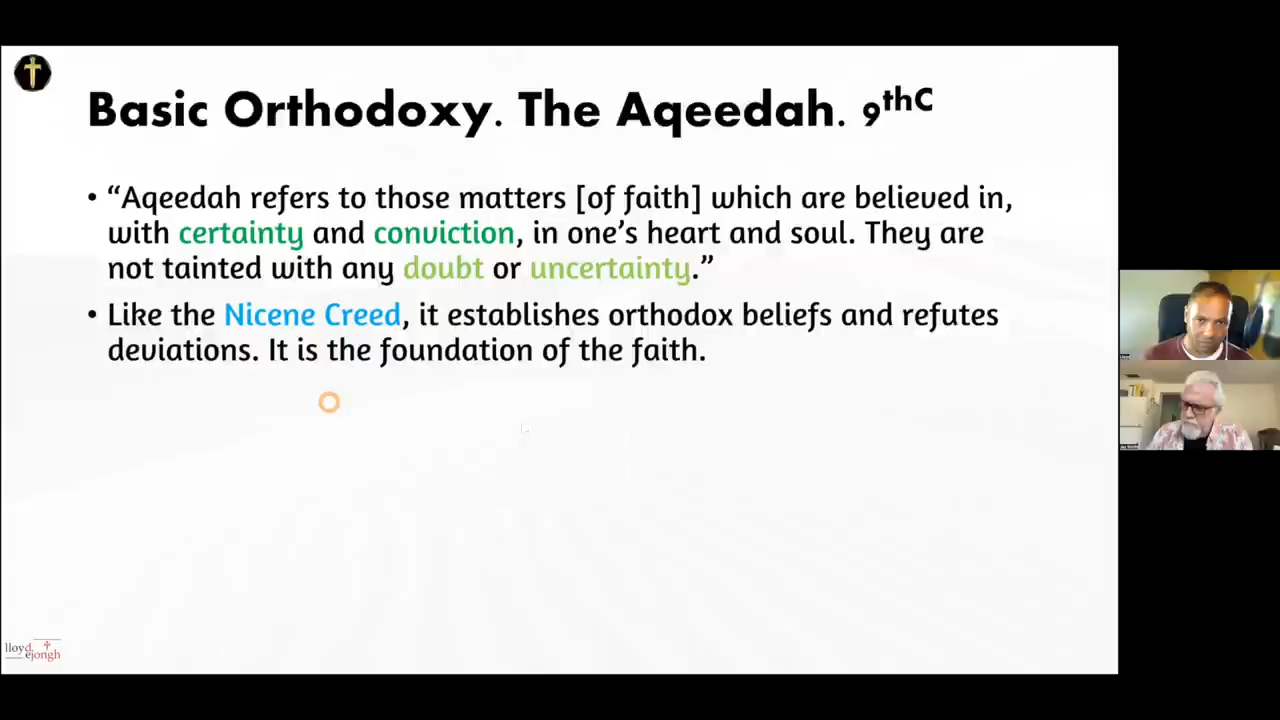 Basic Orthodoxy. The Aqeedah. 9thC
• “Aqeedah refers to those matters [of faith] which are believed in,
with certainty and conviction, in one’s heart and soul. They are
not tainted with any doubt or uncertainty.”
• Like the Nicene Creed, it establishes orthodox beliefs and refutes
deviations. It is the foundation of the faith.
lloyd
ejongh